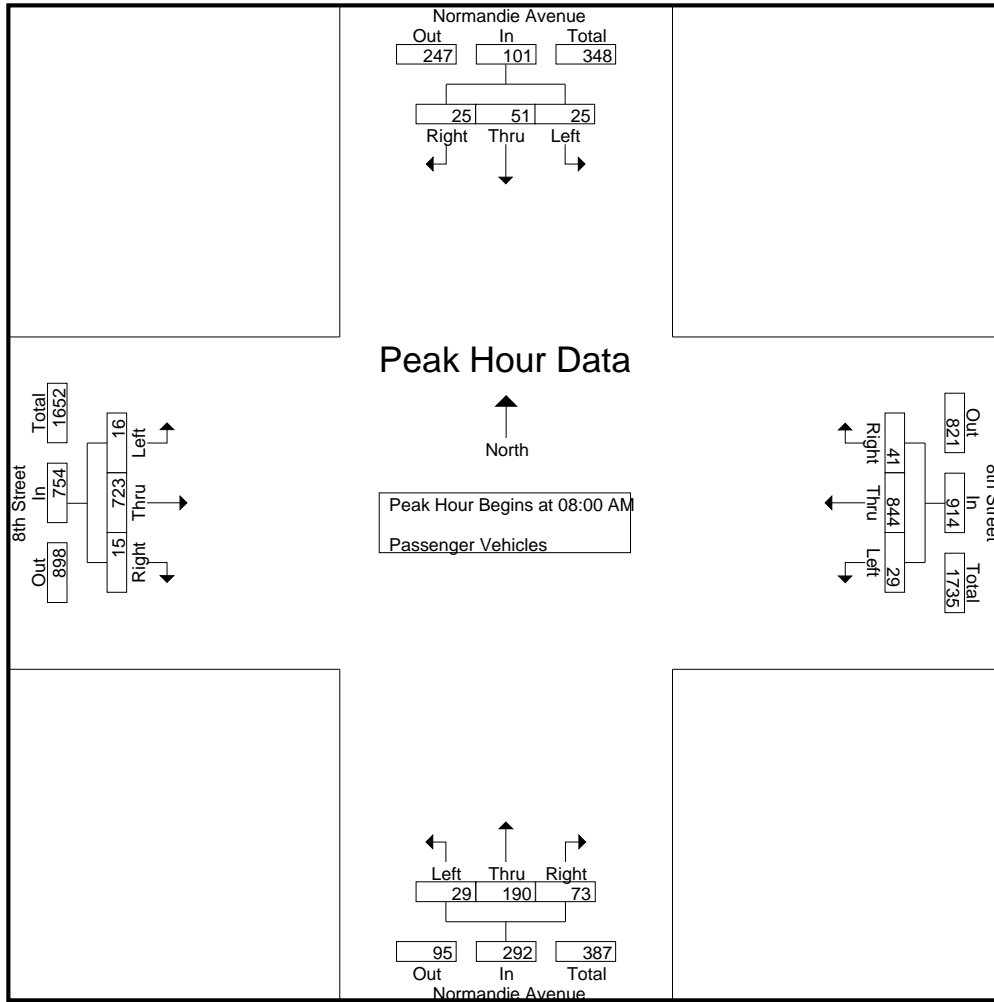 Normandie Avenue
Out In Total
247 101 348
25 51 25
Right Thru Left
Peak Hour Data
North
Peak Hour Begins at 08:00 AM
Passenger Vehicles
8th Street
Out In Total
898 754 1652
15 723 16
Right Thru Left
8th Street
Out In Total
821 914 1735
41 844 29
Right Thru Left
Left Thru Right
29 190 73
95 292 387
Out In Total
Normandie Avenue